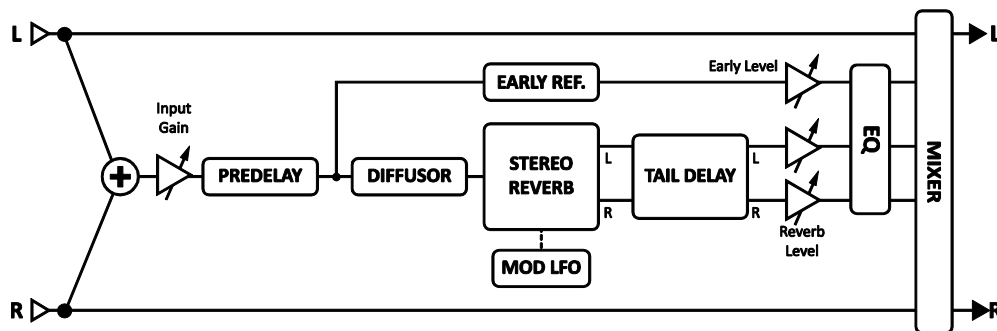 L
L
EARLY REF.
Early Level
Input
Gain
EQ
MIXER
+
PREDELAY
DIFFUSOR
STEREO
REVERB
L
R
TAIL DELAY
L
R
Reverb
Level
MOD LFO
R
R